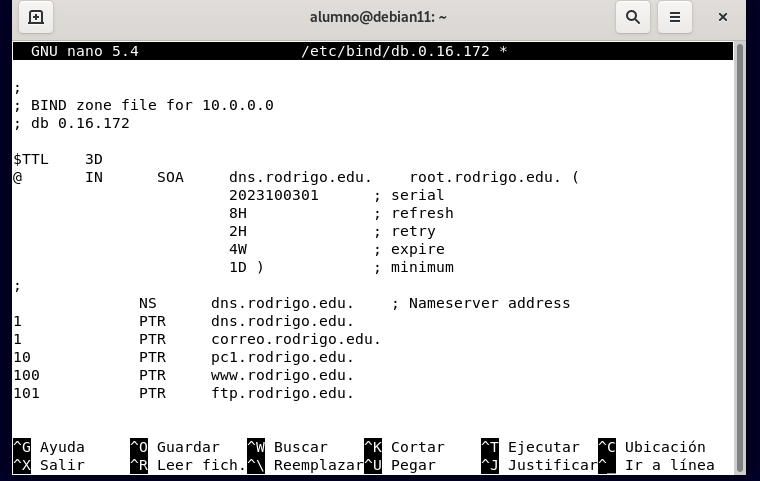 alumno@debian11: ~
GNU nano 5.4 /etc/bind/db.0.16.172 *
;
; BIND zone file for 10.0.0.0
; db 0.16.172
$TTL 3D
@ IN SOA dns.rodrigo.edu. root.rodrigo.edu. (
2023100301 ; serial
8H ; refresh
2H ; retry
4W ; expire
1D ) ; minimum
;
NS dns.rodrigo.edu. ; Nameserver address
1 PTR dns.rodrigo.edu.
1 PTR correo.rodrigo.edu.
10 PTR pc1.rodrigo.edu.
100 PTR www.rodrigo.edu.
101 PTR ftp.rodrigo.edu.
^G Ayuda ^O Guardar ^W Buscar ^K Cortar ^T Ejecutar ^C Ubicación
^X Salir ^R Leer fich. ^\ Reemplazar ^U Pegar ^J Justificar ^_ Ir a línea